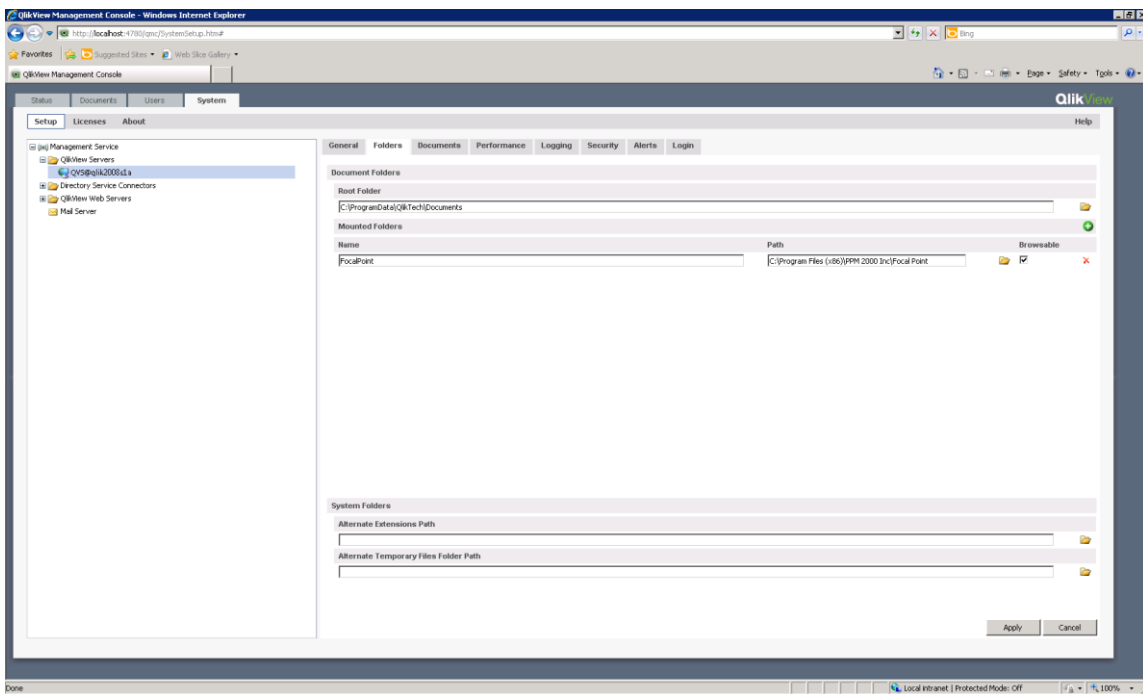 QlikView Management Console - Windows Internet Explorer
http://localhost:4780/qmc/SystemSetup.htm#
Bing
Favorites Suggested Sites Web Slice Gallery
QlikView Management Console
Page Safety Tools
Status Documents Users System
QlikView
Setup Licenses About
Help
Management Service
QlikView Servers
QVS@qlik2008s1a
Directory Service Connectors
QlikView Web Servers
Mail Server
General Folders Documents Performance Logging Security Alerts Login
Document Folders
Root Folder
C:\ProgramData\QlikTech\Documents
Mounted Folders
Name Path Browsable
FocalPoint C:\Program Files (x86)\PPM 2000 Inc\Focal Point
System Folders
Alternate Extensions Path
Alternate Temporary Files Folder Path
Apply Cancel
Done
Local intranet | Protected Mode: Off
100%